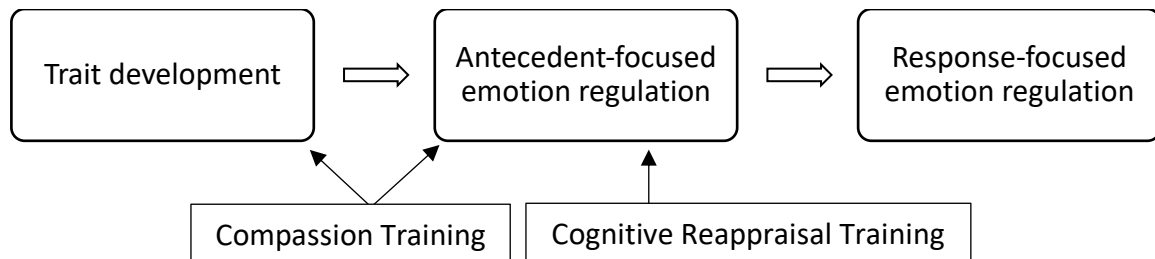 Trait development
Antecedent-focused
emotion regulation
Response-focused
emotion regulation
Compassion Training
Cognitive Reappraisal Training